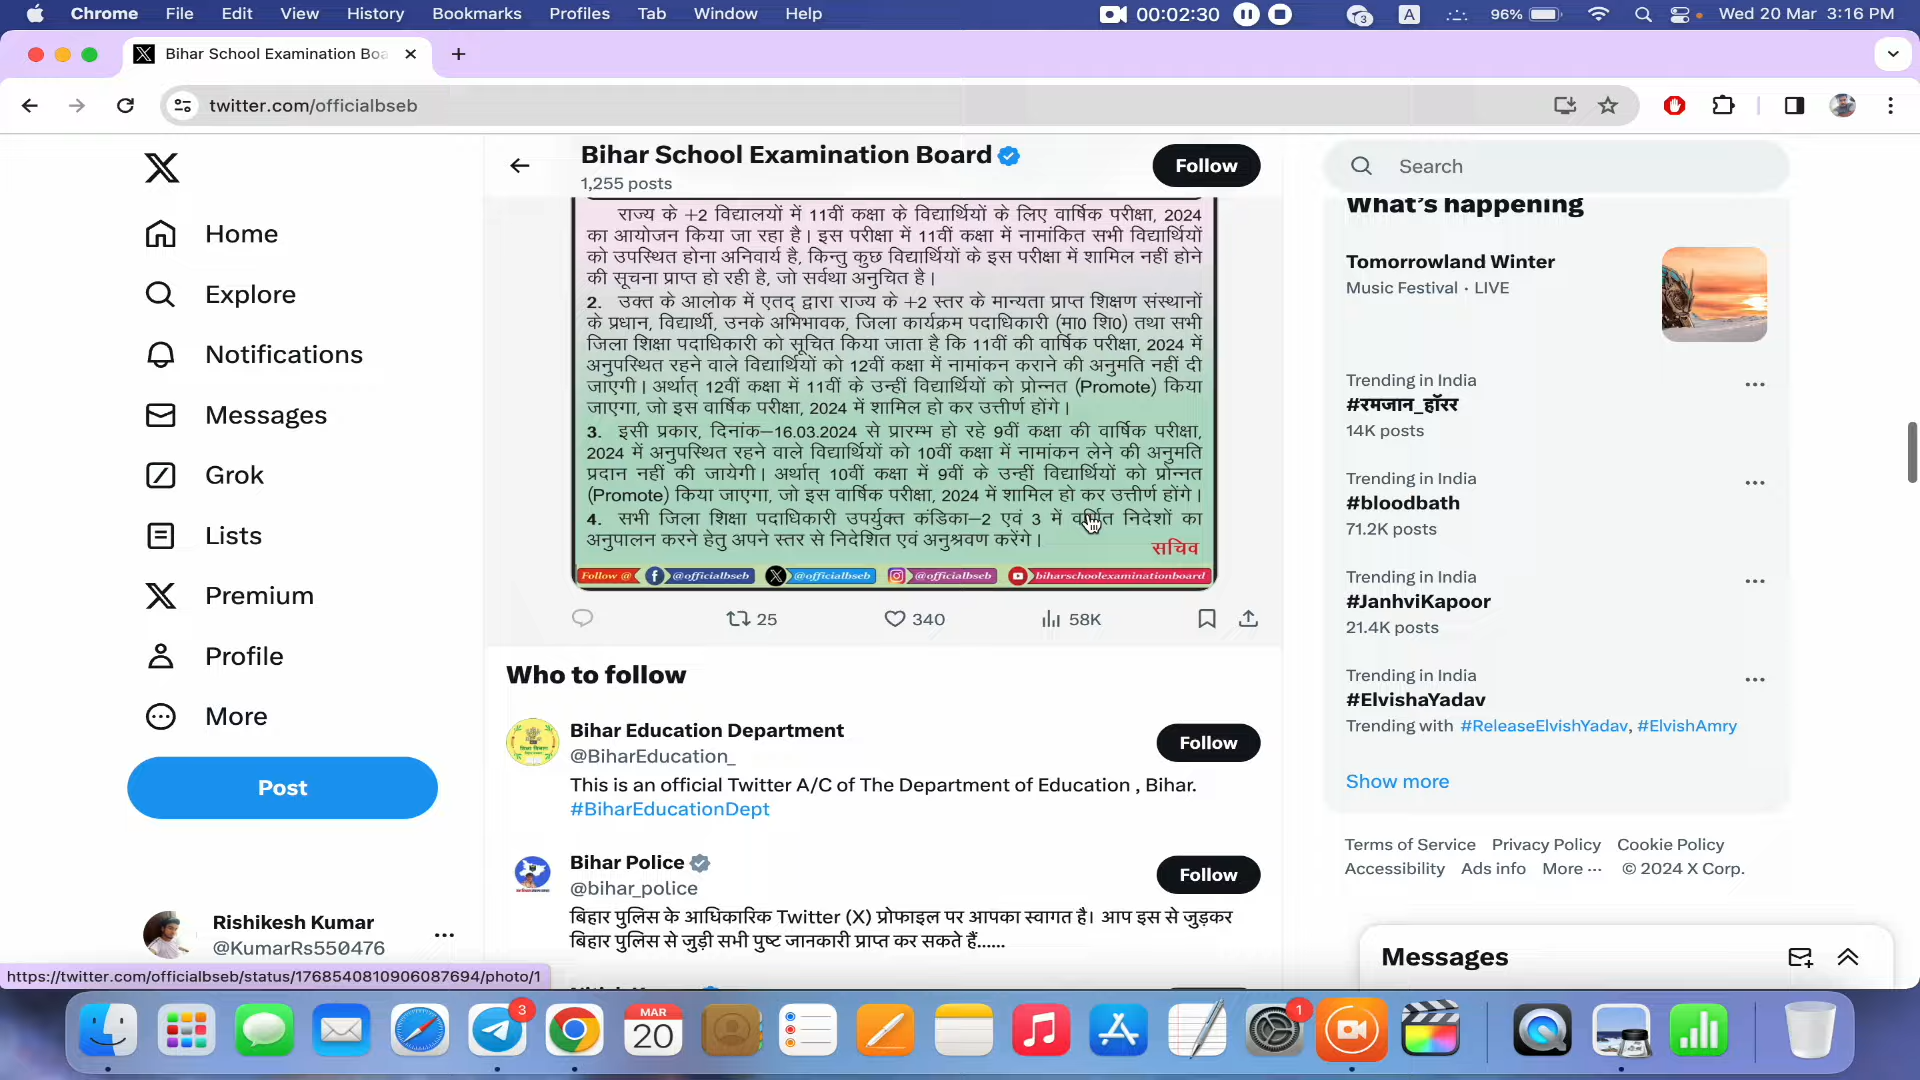 Chrome File Edit View History Bookmarks Profiles Tab Window Help
00:02:30
3
A
96%
Wed 20 Mar 3:16 PM
Bihar School Examination Boa
twitter.com/officialbseb
Home
Explore
Notifications
Messages
Grok
Lists
Premium
Profile
More
Post
Rishikesh Kumar
@KumarRs550476
https://twitter.com/officialbseb/status/1768540810906087694/photo/1
Bihar School Examination Board
1,255 posts
Follow
राज्य के +2 विद्यालयों में 11वीं कक्षा के विद्यार्थियों के लिए वार्षिक परीक्षा, 2024
का आयोजन किया जा रहा है। इस परीक्षा में 11वीं कक्षा में नामांकित सभी विद्यार्थियों
को उपस्थित होना अनिवार्य है, किन्तु कुछ विद्यार्थियों के इस परीक्षा में शामिल नहीं होने
की सूचना प्राप्त हो रही है, जो सर्वथा अनुचित है।
2. उक्त के आलोक में एतद् द्वारा राज्य के +2 स्तर के मान्यता प्राप्त शिक्षण संस्थानों
के प्रधान, विद्यार्थी, उनके अभिभावक, जिला कार्यक्रम पदाधिकारी (मा0 शि0) तथा सभी
जिला शिक्षा पदाधिकारी को सूचित किया जाता है कि 11वीं की वार्षिक परीक्षा, 2024 में
अनुपस्थित रहने वाले विद्यार्थियों को 12वीं कक्षा में नामांकन कराने की अनुमति नहीं दी
जाएगी। अर्थात् 12वीं कक्षा में 11वीं के उन्हीं विद्यार्थियों को प्रोन्नत (Promote) किया
जाएगा, जो इस वार्षिक परीक्षा, 2024 में शामिल हो कर उत्तीर्ण होंगे।
3. इसी प्रकार, दिनांक–16.03.2024 से प्रारम्भ हो रहे 9वीं कक्षा की वार्षिक परीक्षा,
2024 में अनुपस्थित रहने वाले विद्यार्थियों को 10वीं कक्षा में नामांकन लेने की अनुमति
प्रदान नहीं की जायेगी। अर्थात् 10वीं कक्षा में 9वीं के उन्हीं विद्यार्थियों को प्रोन्नत
(Promote) किया जाएगा, जो इस वार्षिक परीक्षा, 2024 में शामिल हो कर उत्तीर्ण होंगे।
4. सभी जिला शिक्षा पदाधिकारी उपर्युक्त कंडिका–2 एवं 3 में वर्णित निदेशों का
अनुपालन करने हेतु अपने स्तर से निदेशित एवं अनुश्रवण करेंगे।
सचिव
Follow @ @officialbseb @officialbseb @officialbseb biharschoolexaminationboard
25 340 58K
Who to follow
Bihar Education Department
@BiharEducation_
Follow
This is an official Twitter A/C of The Department of Education , Bihar.
#BiharEducationDept
Bihar Police
@bihar_police
Follow
बिहार पुलिस के आधिकारिक Twitter (X) प्रोफाइल पर आपका स्वागत है। आप इस से जुड़कर
बिहार पुलिस से जुड़ी सभी पुष्ट जानकारी प्राप्त कर सकते हैं......
Search
What's happening
Tomorrowland Winter
Music Festival · LIVE
Trending in India
#रमजान_हॉरर
14K posts
Trending in India
#bloodbath
71.2K posts
Trending in India
#JanhviKapoor
21.4K posts
Trending in India
#ElvishaYadav
Trending with #ReleaseElvishYadav, #ElvishAmry
Show more
Terms of Service Privacy Policy Cookie Policy
Accessibility Ads info More ··· © 2024 X Corp.
Messages
3
MAR
20
1